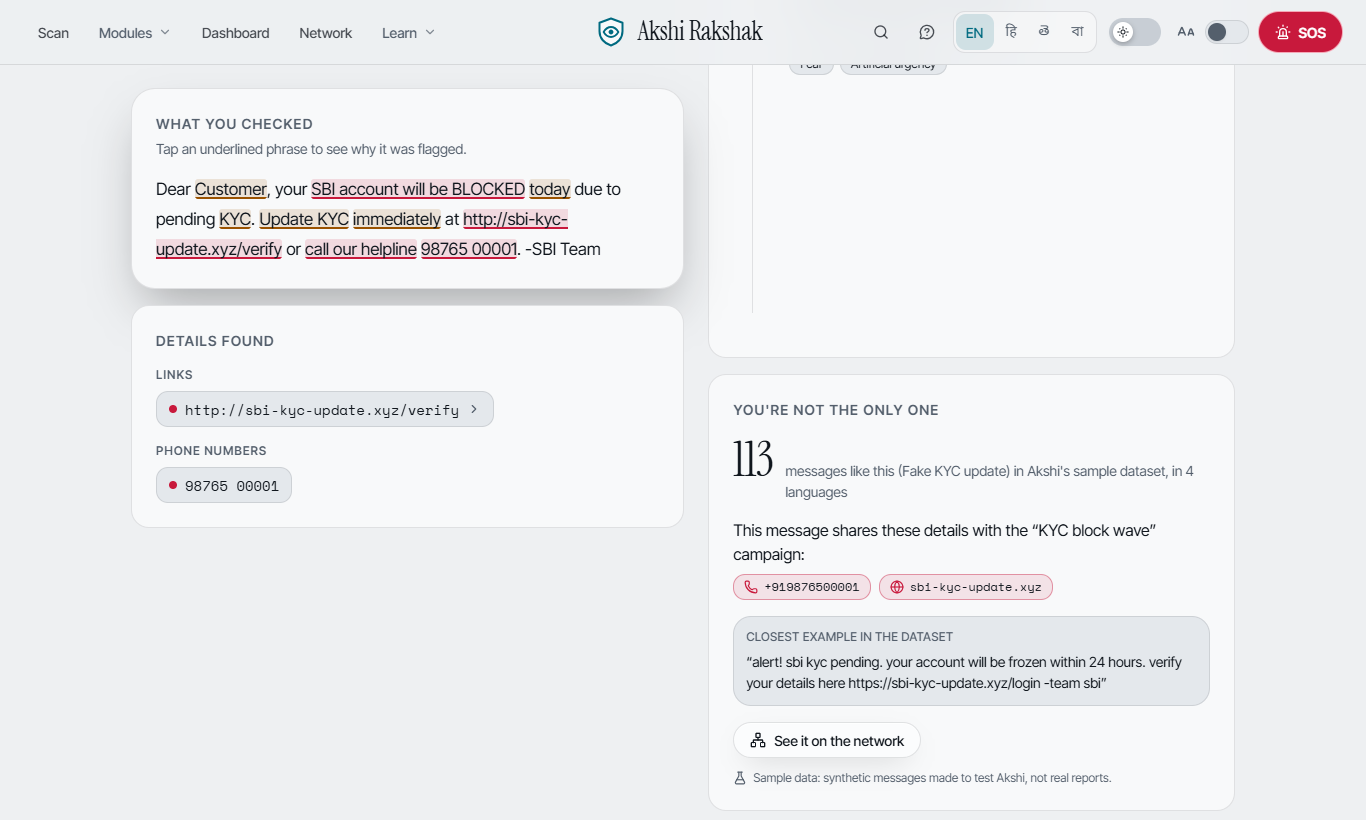 Scan
Modules
Dashboard
Network
Learn
Akshi Rakshak
EN
हि
తె
বা
AA
SOS
WHAT YOU CHECKED
Tap an underlined phrase to see why it was flagged.
Dear Customer, your SBI account will be BLOCKED today due to
pending KYC. Update KYC immediately at http://sbi-kyc-
update.xyz/verify or call our helpline 98765 00001. -SBI Team
DETAILS FOUND
LINKS
http://sbi-kyc-update.xyz/verify
PHONE NUMBERS
98765 00001
Fear
Artificial urgency
YOU'RE NOT THE ONLY ONE
113
messages like this (Fake KYC update) in Akshi's sample dataset, in 4
languages
This message shares these details with the “KYC block wave”
campaign:
+919876500001
sbi-kyc-update.xyz
CLOSEST EXAMPLE IN THE DATASET
“alert! sbi kyc pending. your account will be frozen within 24 hours. verify
your details here https://sbi-kyc-update.xyz/login -team sbi”
See it on the network
Sample data: synthetic messages made to test Akshi, not real reports.